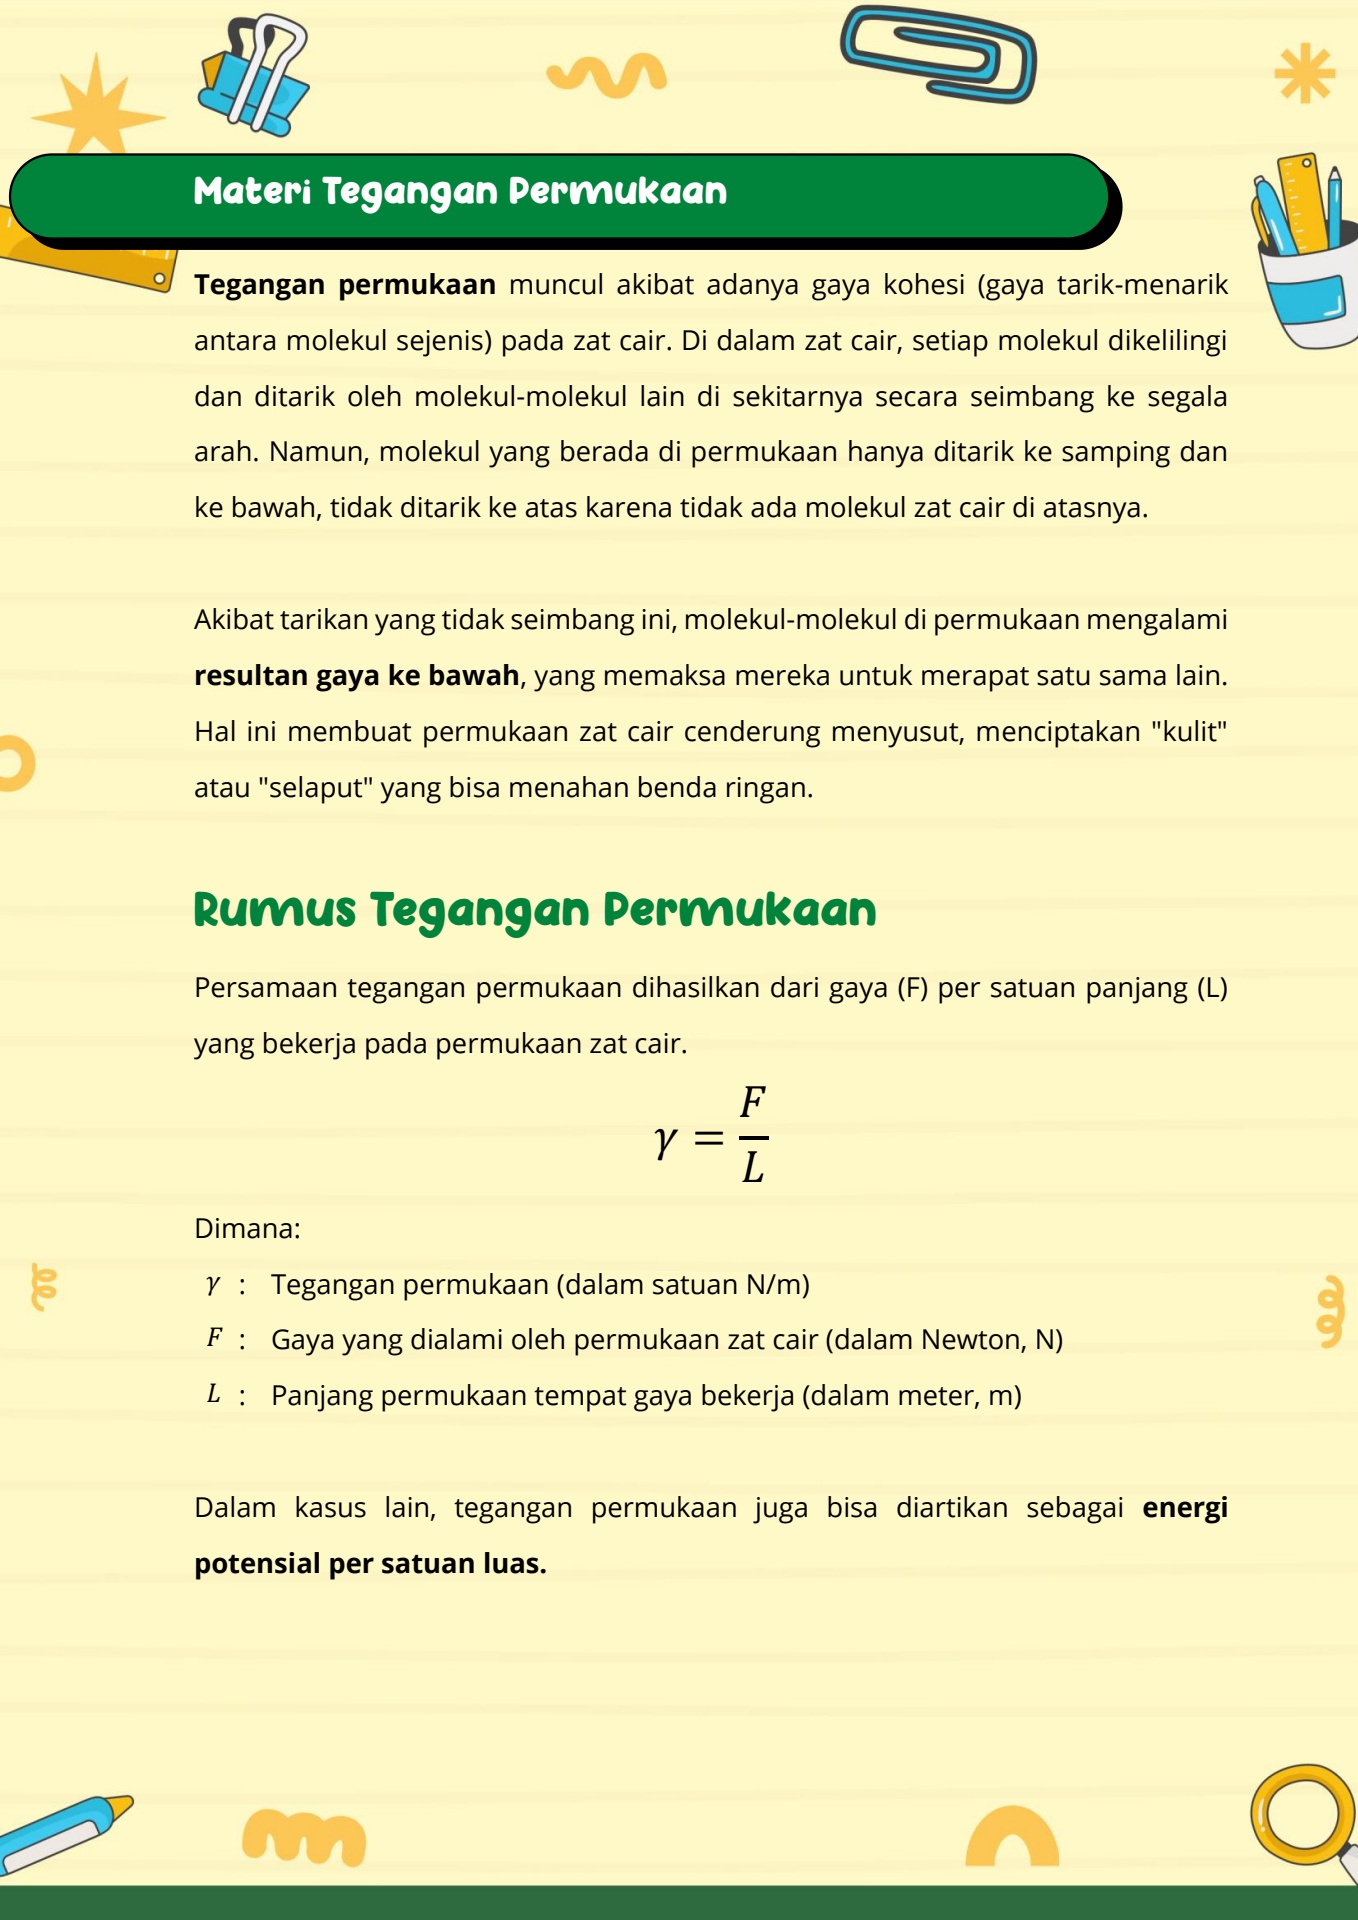 Materi Tegangan Permukaan
Tegangan permukaan muncul akibat adanya gaya kohesi (gaya tarik-menarik
antara molekul sejenis) pada zat cair. Di dalam zat cair, setiap molekul dikelilingi
dan ditarik oleh molekul-molekul lain di sekitarnya secara seimbang ke segala
arah. Namun, molekul yang berada di permukaan hanya ditarik ke samping dan
ke bawah, tidak ditarik ke atas karena tidak ada molekul zat cair di atasnya.
Akibat tarikan yang tidak seimbang ini, molekul-molekul di permukaan mengalami
resultan gaya ke bawah, yang memaksa mereka untuk merapat satu sama lain.
Hal ini membuat permukaan zat cair cenderung menyusut, menciptakan "kulit"
atau "selaput" yang bisa menahan benda ringan.
Rumus Tegangan Permukaan
Persamaan tegangan permukaan dihasilkan dari gaya (F) per satuan panjang (L)
yang bekerja pada permukaan zat cair.
γ = F/L
Dimana:
γ : Tegangan permukaan (dalam satuan N/m)
F : Gaya yang dialami oleh permukaan zat cair (dalam Newton, N)
L : Panjang permukaan tempat gaya bekerja (dalam meter, m)
Dalam kasus lain, tegangan permukaan juga bisa diartikan sebagai energi
potensial per satuan luas.